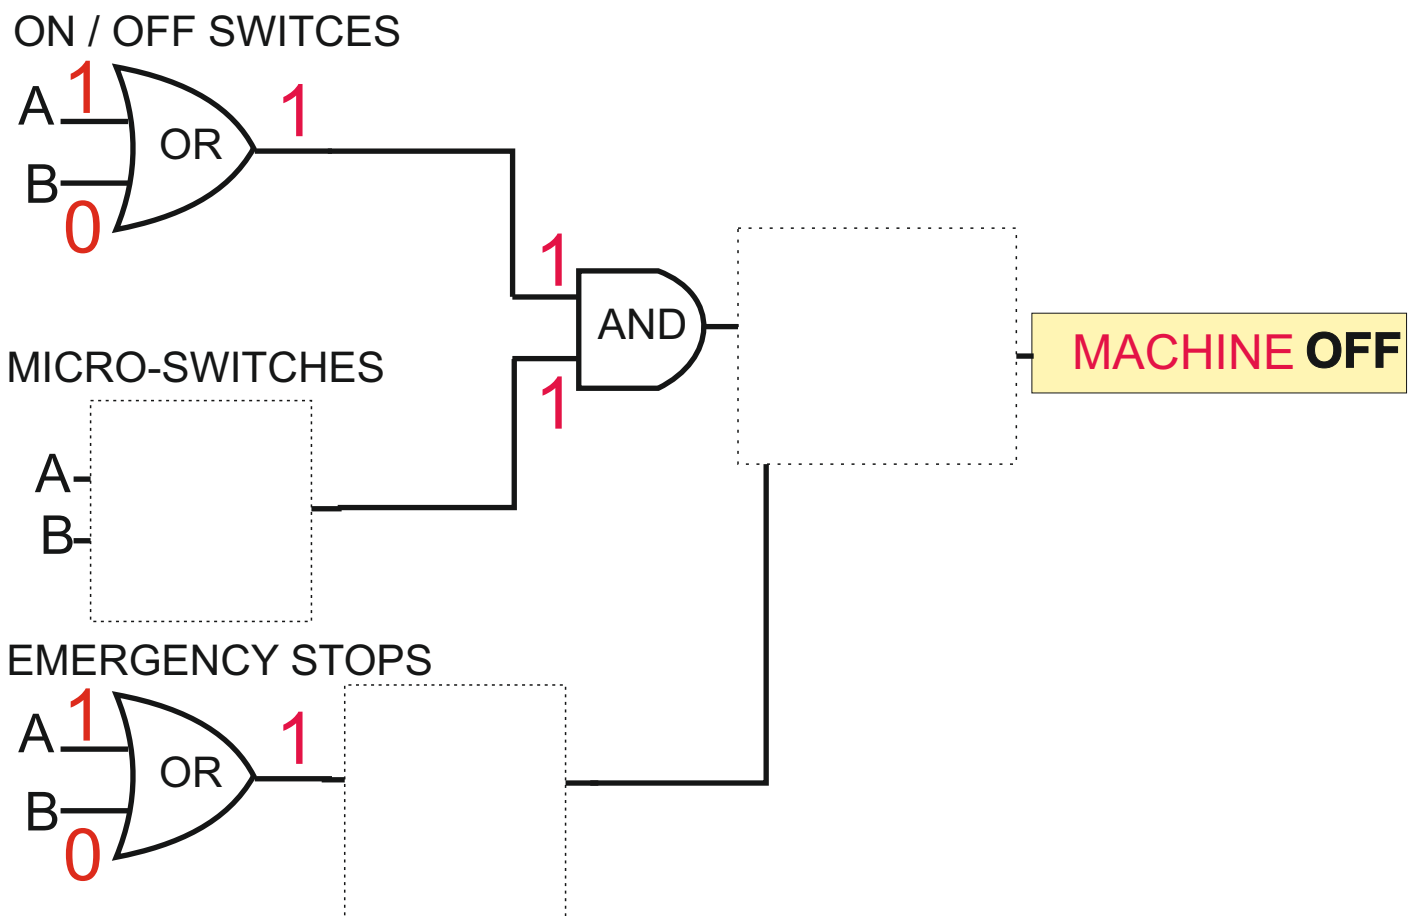 ON / OFF SWITCES
A 1
OR
1
B
0
1
AND
1
MACHINE OFF
MICRO-SWITCHES
A
B
EMERGENCY STOPS
A 1
OR
1
B
0